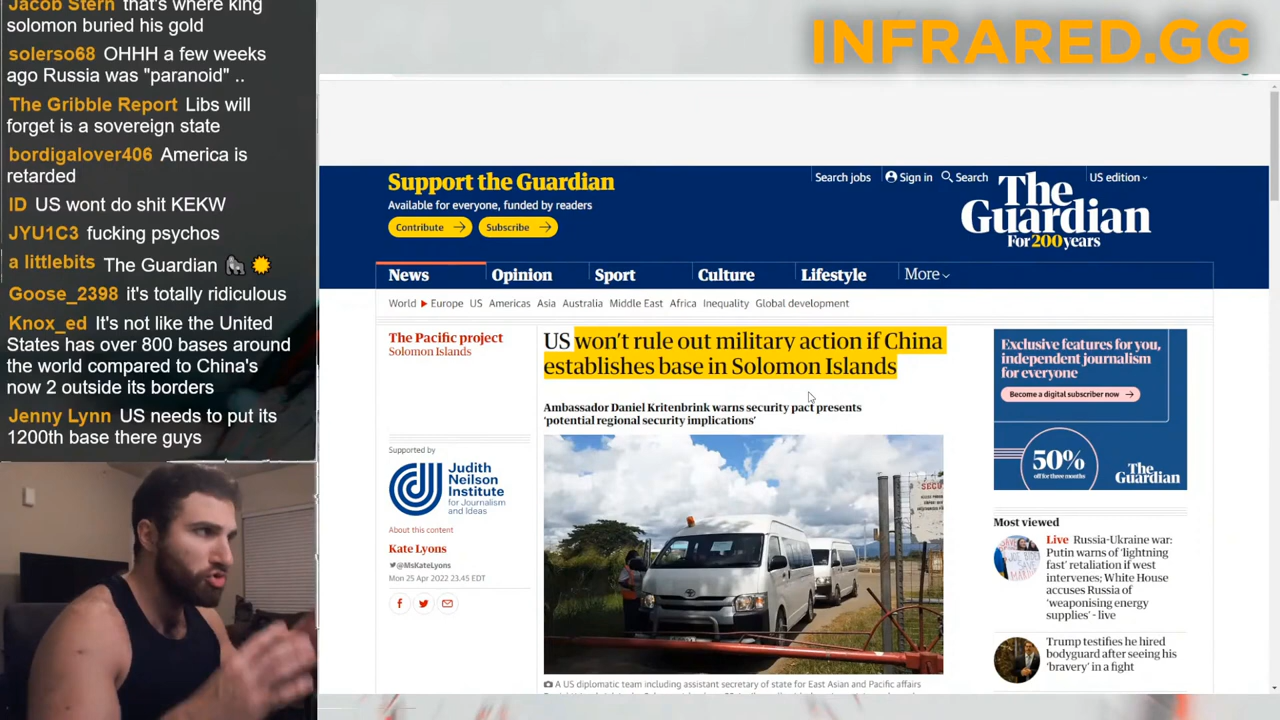 Jacob Stern that's where king
solomon buried his gold
solerso68 OHHH a few weeks
ago Russia was "paranoid" ..
The Gribble Report Libs will
forget is a sovereign state
bordigalover406 America is
retarded
ID US wont do shit KEKW
JYU1C3 fucking psychos
a littlebits The Guardian
Goose_2398 it's totally ridiculous
Knox_ed It's not like the United
States has over 800 bases around
the world compared to China's
now 2 outside its borders
Jenny Lynn US needs to put its
1200th base there guys
INFRARED.GG
Support the Guardian
Available for everyone, funded by readers
Contribute
Subscribe
Search jobs
Sign in
Search
US edition
The
Guardian
For 200 years
News
Opinion
Sport
Culture
Lifestyle
More
World
Europe
US
Americas
Asia
Australia
Middle East
Africa
Inequality
Global development
The Pacific project
Solomon Islands
US won't rule out military action if China
establishes base in Solomon Islands
Ambassador Daniel Kritenbrink warns security pact presents
'potential regional security implications'
Supported by
Judith
Neilson
Institute
for Journalism
and Ideas
About this content
Kate Lyons
@MsKateLyons
Mon 25 Apr 2022 23.45 EDT
A US diplomatic team including assistant secretary of state for East Asian and Pacific affairs
Exclusive features for you,
independent journalism
for everyone
Become a digital subscriber now
50%
off for three months
The
Guardian
Most viewed
Live Russia-Ukraine war:
Putin warns of 'lightning
fast' retaliation if west
intervenes; White House
accuses Russia of
'weaponising energy
supplies' - live
Trump testifies he hired
bodyguard after seeing his
'bravery' in a fight